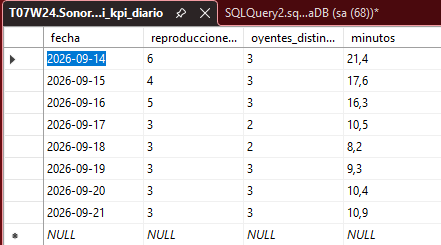 T07W24.Sonor...i_kpi_diario SQLQuery2.sq...aDB (sa (68))*
fecha reproduccione... oyentes_distin... minutos
2026-09-14 6 3 21,4
2026-09-15 4 3 17,6
2026-09-16 5 3 16,3
2026-09-17 3 2 10,5
2026-09-18 3 2 8,2
2026-09-19 3 3 9,3
2026-09-20 3 3 10,4
2026-09-21 3 3 10,9
NULL NULL NULL NULL